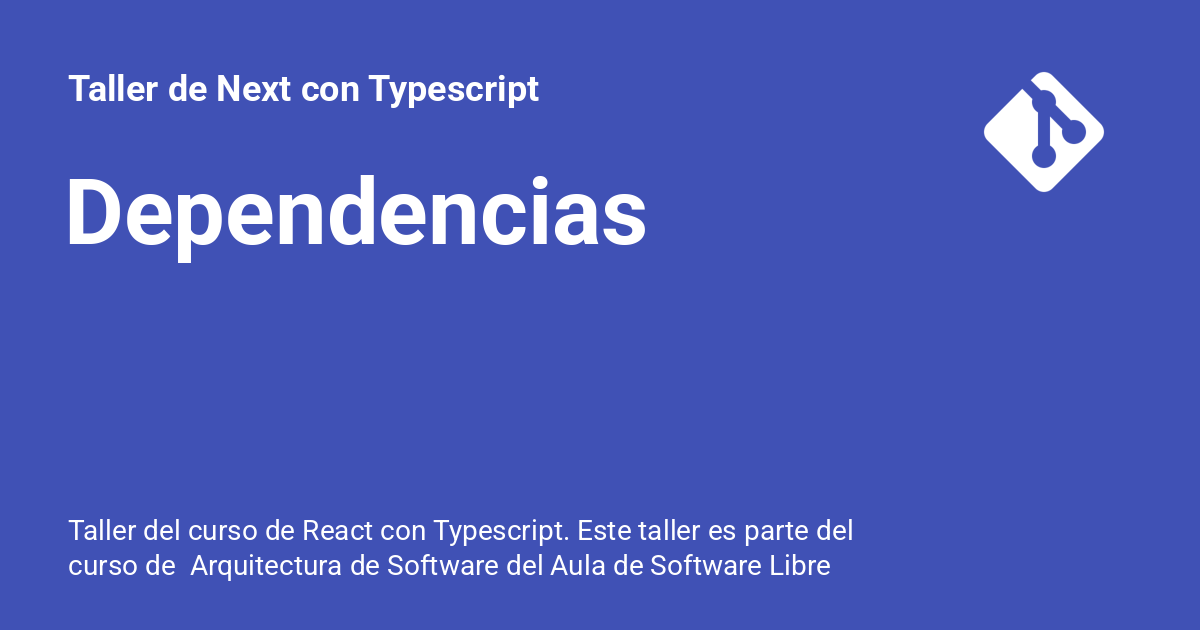 Taller de Next con Typescript
Dependencias
Taller del curso de React con Typescript. Este taller es parte del
curso de  Arquitectura de Software del Aula de Software Libre